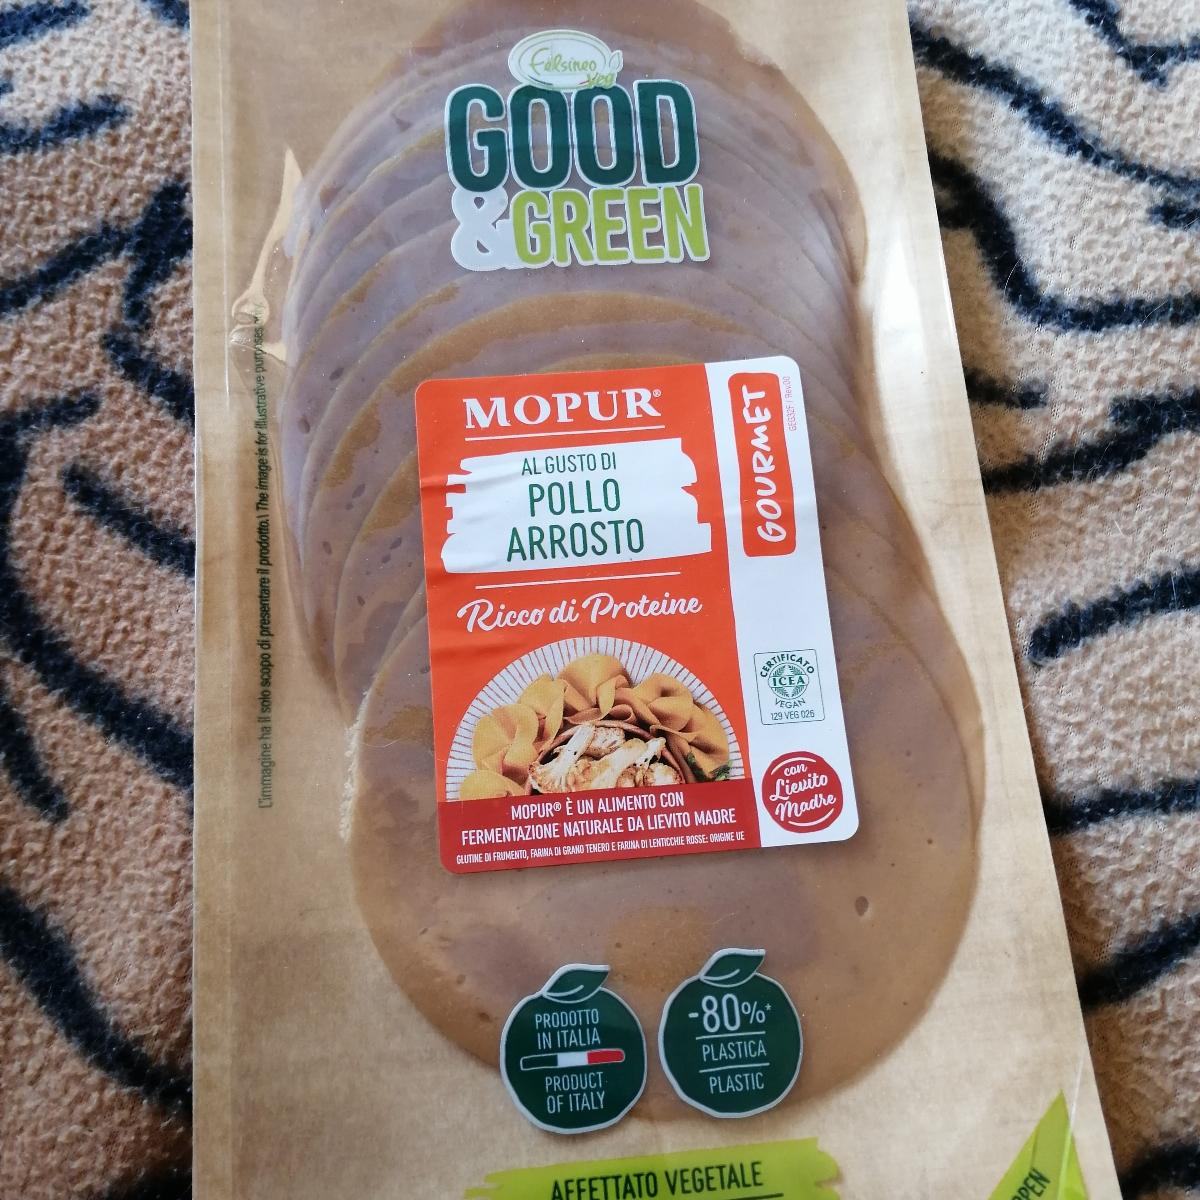 Felsineo
veg
GOOD
&GREEN
MOPUR®
AL GUSTO DI
POLLO
ARROSTO
Ricco di Proteine
GOURMET
GEG32F / Rev.00
CERTIFICATO
ICEA
VEGAN
129 VEG 026
con
Lievito
Madre
MOPUR® È UN ALIMENTO CON
FERMENTAZIONE NATURALE DA LIEVITO MADRE
GLUTINE DI FRUMENTO, FARINA DI GRANO TENERO E FARINA DI LENTICCHIE ROSSE: ORIGINE UE
L'immagine ha il solo scopo di presentare il prodotto.\ The image is for illustrative purposes
PRODOTTO
IN ITALIA
PRODUCT
OF ITALY
-80%*
PLASTICA
PLASTIC
AFFETTATO VEGETALE